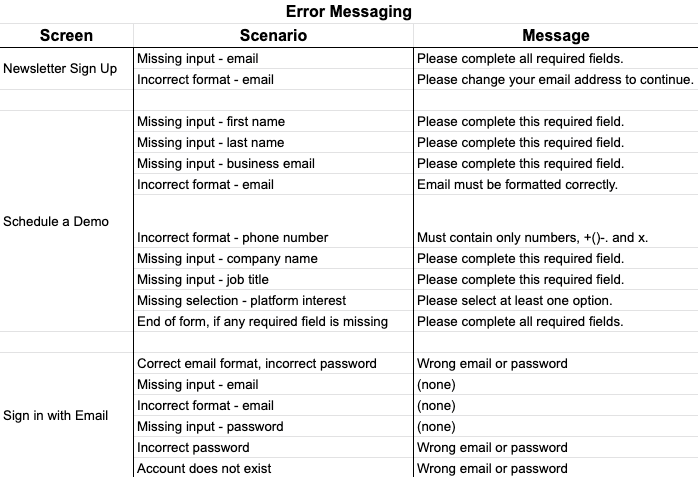 Error Messaging
Screen Scenario Message
Newsletter Sign Up
Missing input - email Please complete all required fields.
Incorrect format - email Please change your email address to continue.
Schedule a Demo
Missing input - first name Please complete this required field.
Missing input - last name Please complete this required field.
Missing input - business email Please complete this required field.
Incorrect format - email Email must be formatted correctly.
Incorrect format - phone number Must contain only numbers, +()-. and x.
Missing input - company name Please complete this required field.
Missing input - job title Please complete this required field.
Missing selection - platform interest Please select at least one option.
End of form, if any required field is missing Please complete all required fields.
Sign in with Email
Correct email format, incorrect password Wrong email or password
Missing input - email (none)
Incorrect format - email (none)
Missing input - password (none)
Incorrect password Wrong email or password
Account does not exist Wrong email or password